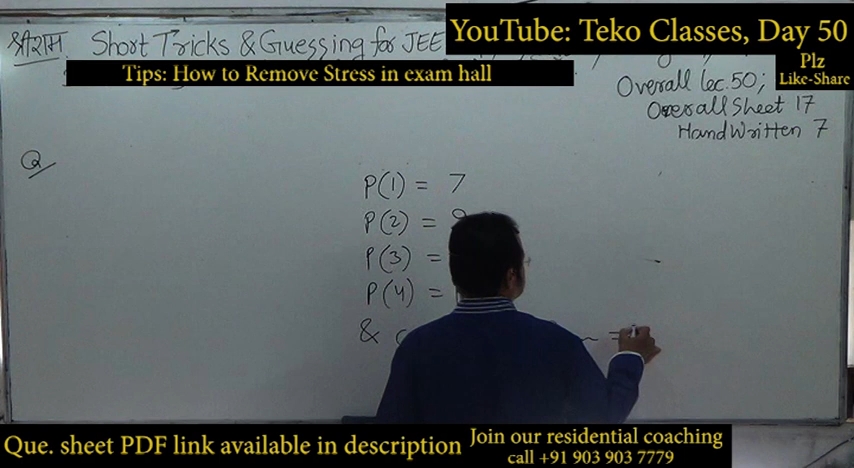 YouTube: Teko Classes, Day 50
श्रीराम Short Tricks & Guessing for JEE
Plz
Like-Share
Tips: How to Remove Stress in exam hall
Overall Lec.50;
Overall Sheet 17
HandWritten 7
Q
P(1) = 7
P(2) =
P(3) =
P(4) =
&
Que. sheet PDF link available in description
Join our residential coaching
call +91 903 903 7779